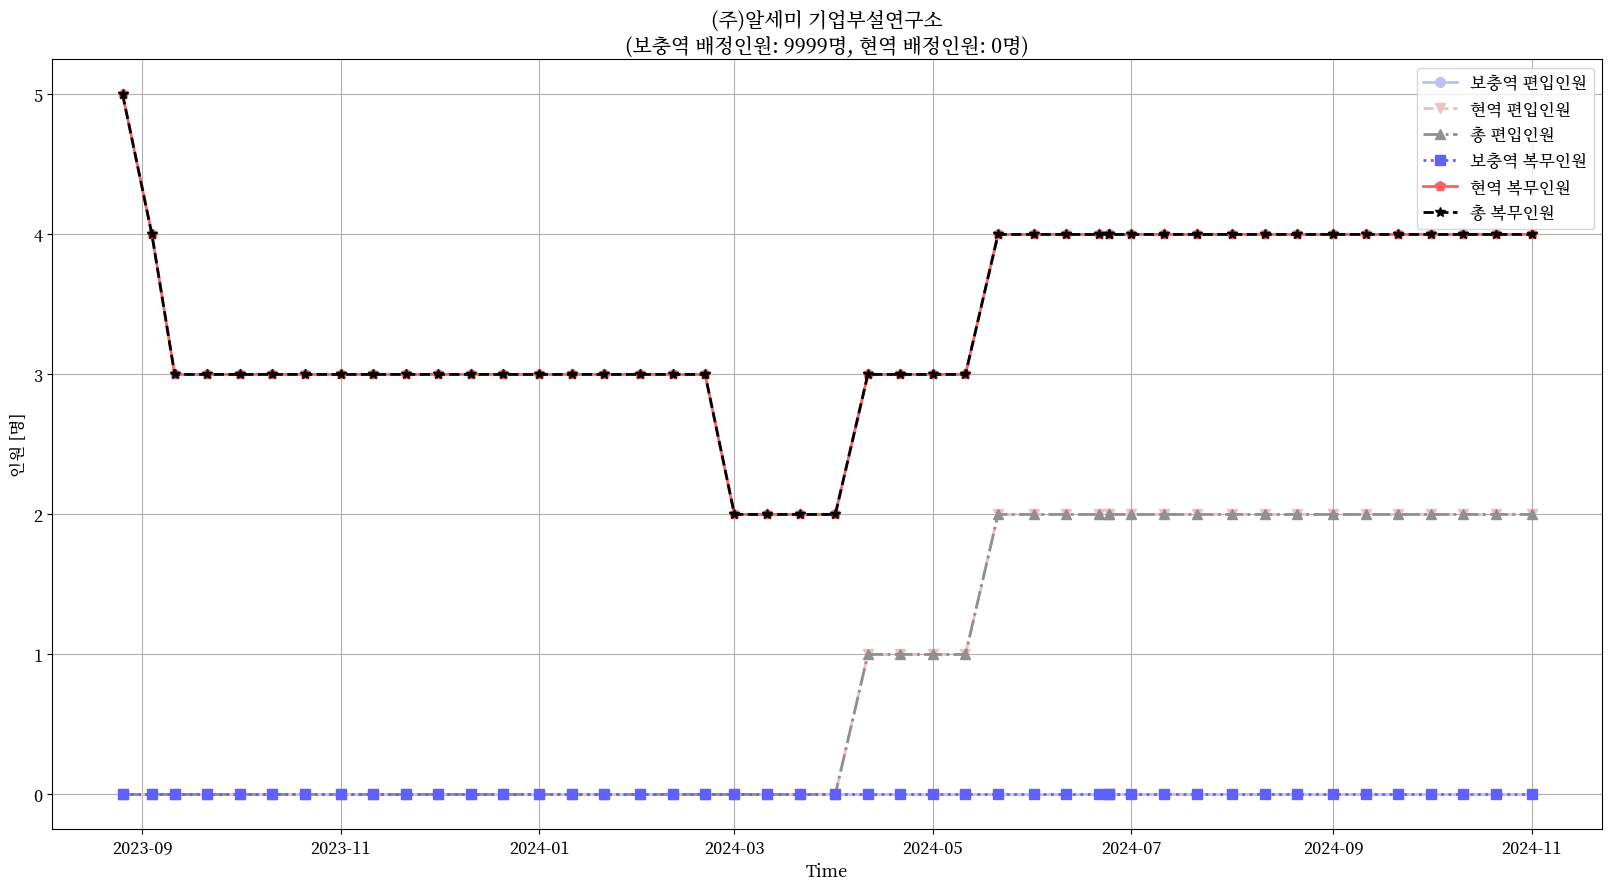 (주)알세미 기업부설연구소
(보충역 배정인원: 9999명, 현역 배정인원: 0명)
보충역 편입인원
현역 편입인원
총 편입인원
보충역 복무인원
현역 복무인원
총 복무인원
인원 [명]
5
4
3
2
1
0
2023-09
2023-11
2024-01
2024-03
2024-05
2024-07
2024-09
2024-11
Time